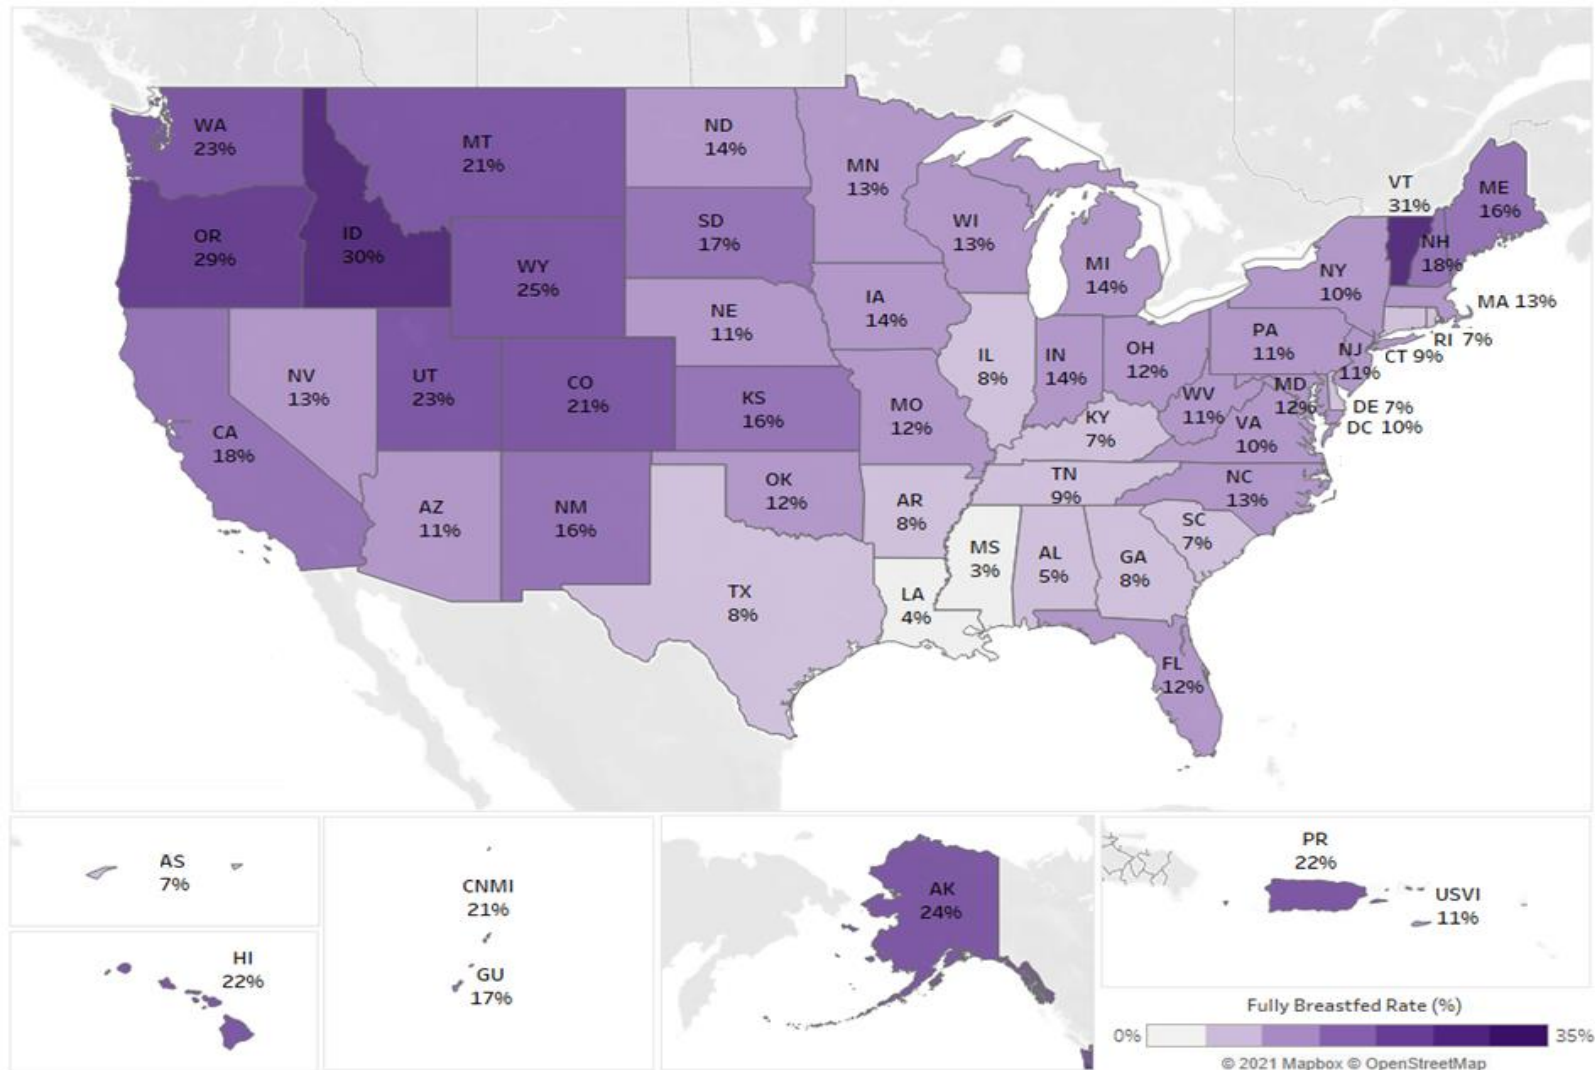 WA
23%
MT
21%
ND
14%
MN
13%
VT
31%
ME
16%
OR
29%
ID
30%
WY
25%
SD
17%
WI
13%
MI
14%
NH
18%
NY
10%
MA 13%
RI 7%
CT 9%
NE
11%
IA
14%
PA
11%
NJ
11%
NV
13%
UT
23%
CO
21%
KS
16%
MO
12%
IL
8%
IN
14%
OH
12%
WV
11%
MD
12%
DE 7%
DC 10%
VA
10%
KY
7%
CA
18%
AZ
11%
NM
16%
OK
12%
AR
8%
TN
9%
NC
13%
SC
7%
TX
8%
LA
4%
MS
3%
AL
5%
GA
8%
FL
12%
AS
7%
HI
22%
CNMI
21%
GU
17%
AK
24%
PR
22%
USVI
11%
Fully Breastfed Rate (%)
0% 35%
© 2021 Mapbox © OpenStreetMap